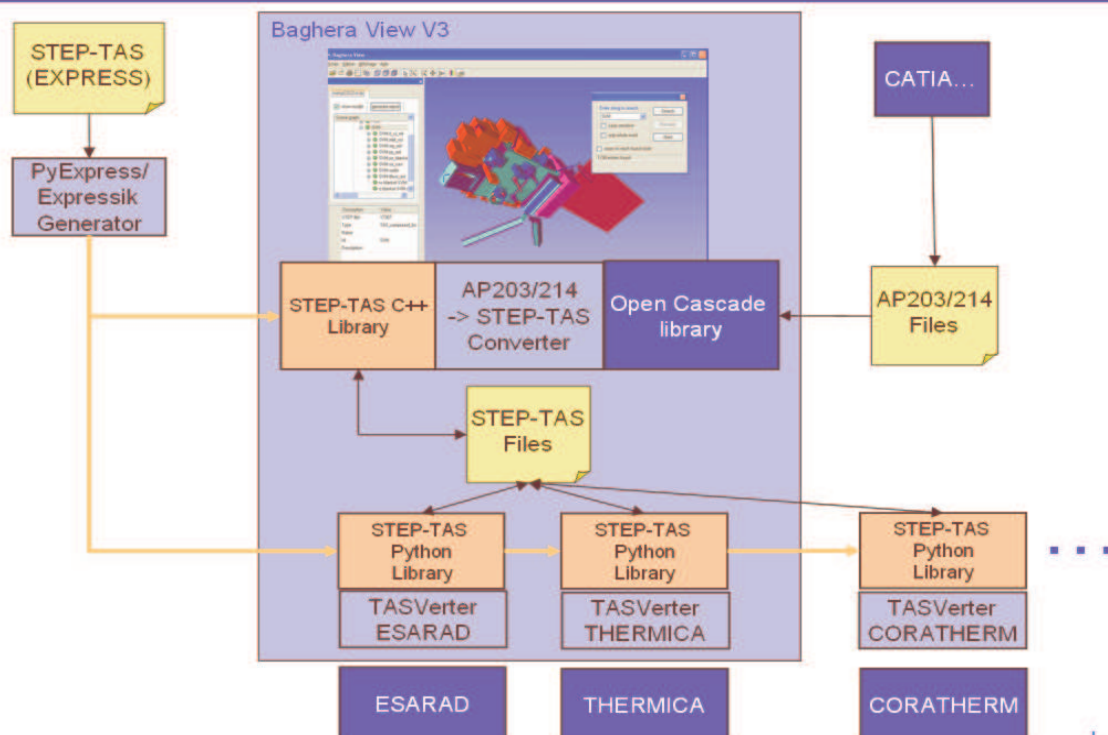 Baghera View V3
STEP-TAS
(EXPRESS)
CATIA...
PyExpress/
Expressik
Generator
STEP-TAS C++
Library
AP203/214
-> STEP-TAS
Converter
Open Cascade
library
AP203/214
Files
STEP-TAS
Files
STEP-TAS
Python
Library
STEP-TAS
Python
Library
STEP-TAS
Python
Library
TASVerter
ESARAD
TASVerter
THERMICA
TASVerter
CORATHERM
ESARAD
THERMICA
CORATHERM